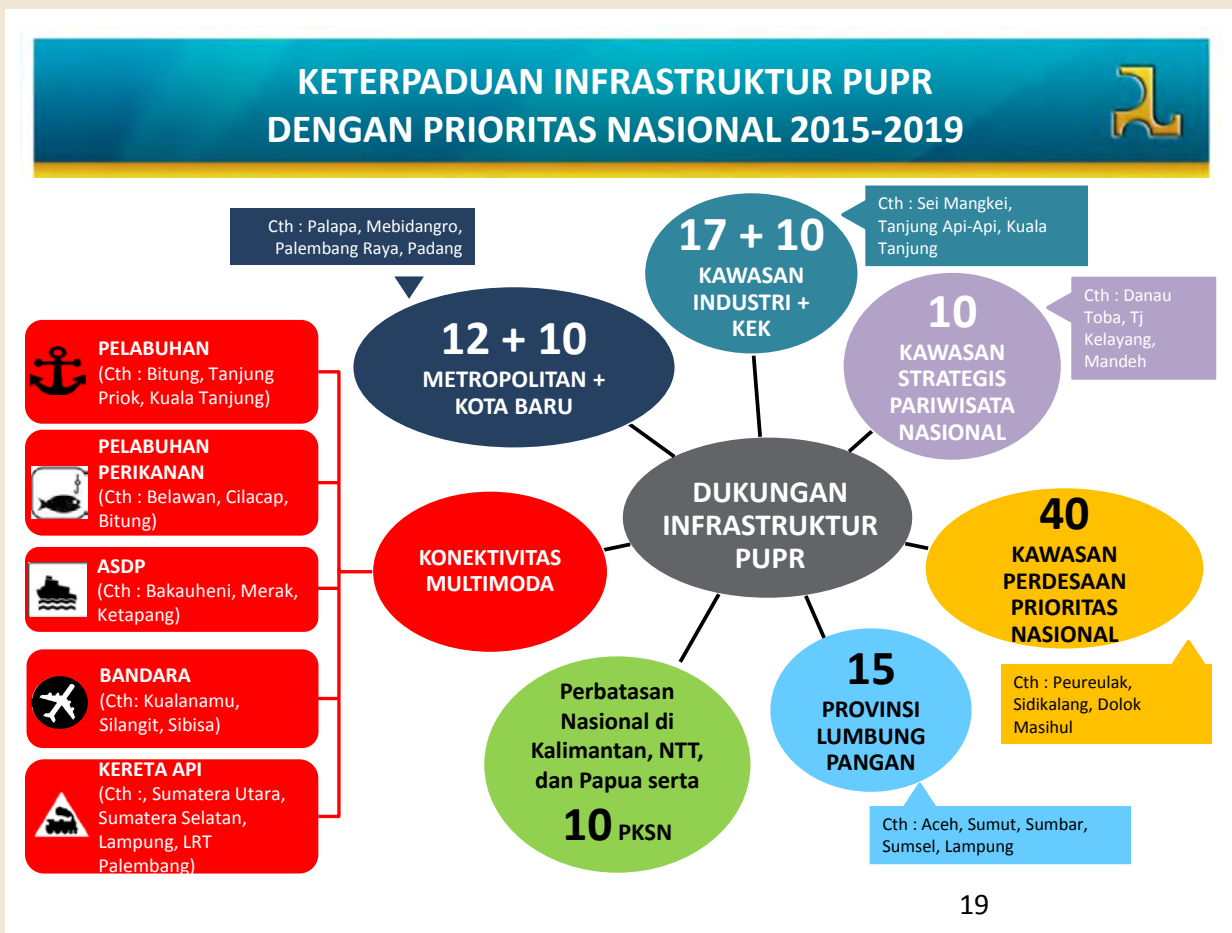 KETERPADUAN INFRASTRUKTUR PUPR
DENGAN PRIORITAS NASIONAL 2015-2019
Cth : Palapa, Mebidangro,
Palembang Raya, Padang
17 + 10
KAWASAN
INDUSTRI +
KEK
Cth : Sei Mangkei,
Tanjung Api-Api, Kuala
Tanjung
12 + 10
METROPOLITAN +
KOTA BARU
10
KAWASAN
STRATEGIS
PARIWISATA
NASIONAL
Cth : Danau
Toba, Tj
Kelayang,
Mandeh
PELABUHAN
(Cth : Bitung, Tanjung
Priok, Kuala Tanjung)
PELABUHAN
PERIKANAN
(Cth : Belawan, Cilacap,
Bitung)
ASDP
(Cth : Bakauheni, Merak,
Ketapang)
BANDARA
(Cth: Kualanamu,
Silangit, Sibisa)
KERETA API
(Cth :, Sumatera Utara,
Sumatera Selatan,
Lampung, LRT
Palembang)
KONEKTIVITAS
MULTIMODA
DUKUNGAN
INFRASTRUKTUR
PUPR
40
KAWASAN
PERDESAAN
PRIORITAS
NASIONAL
Cth : Peureulak,
Sidikalang, Dolok
Masihul
Perbatasan
Nasional di
Kalimantan, NTT,
dan Papua serta
10 PKSN
15
PROVINSI
LUMBUNG
PANGAN
Cth : Aceh, Sumut, Sumbar,
Sumsel, Lampung
19